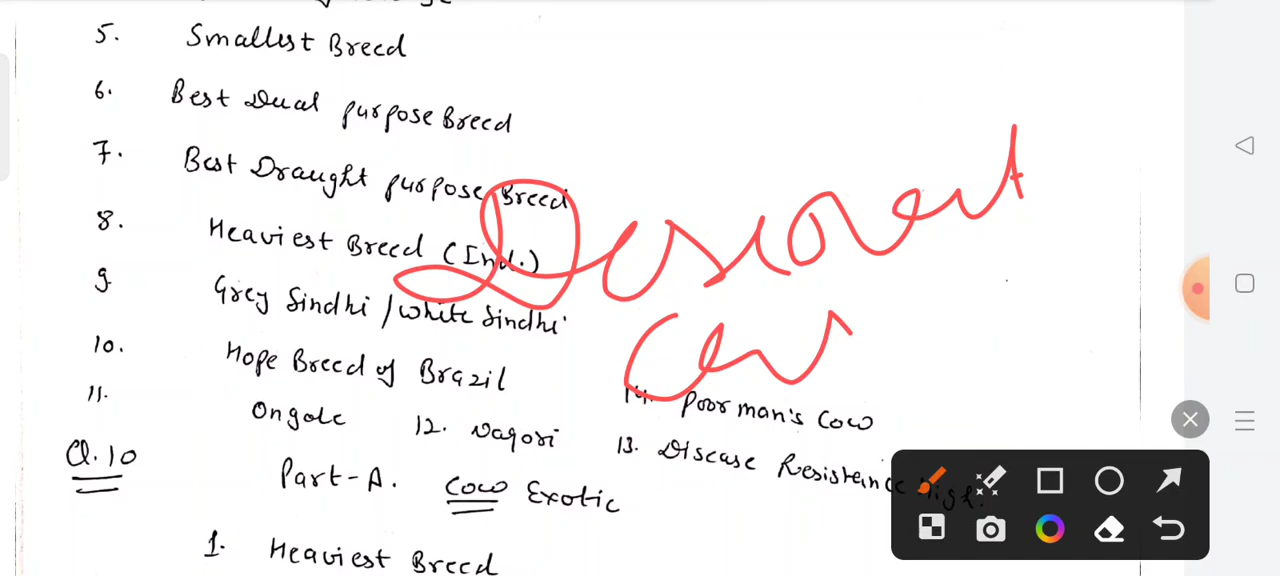 5. Smallest Breed
6. Best Dual purpose Breed
7. Best Draught purpose Breed
8. Heaviest Breed (Ind.)
9. Grey Sindhi / White Sindhi
10. Hope Breed of Brazil
11. Ongole 12. Nagori 13. Disease Resistance High.
14. Poor man's Cow
Q.10 Part-A. Cow Exotic
1. Heaviest Breed